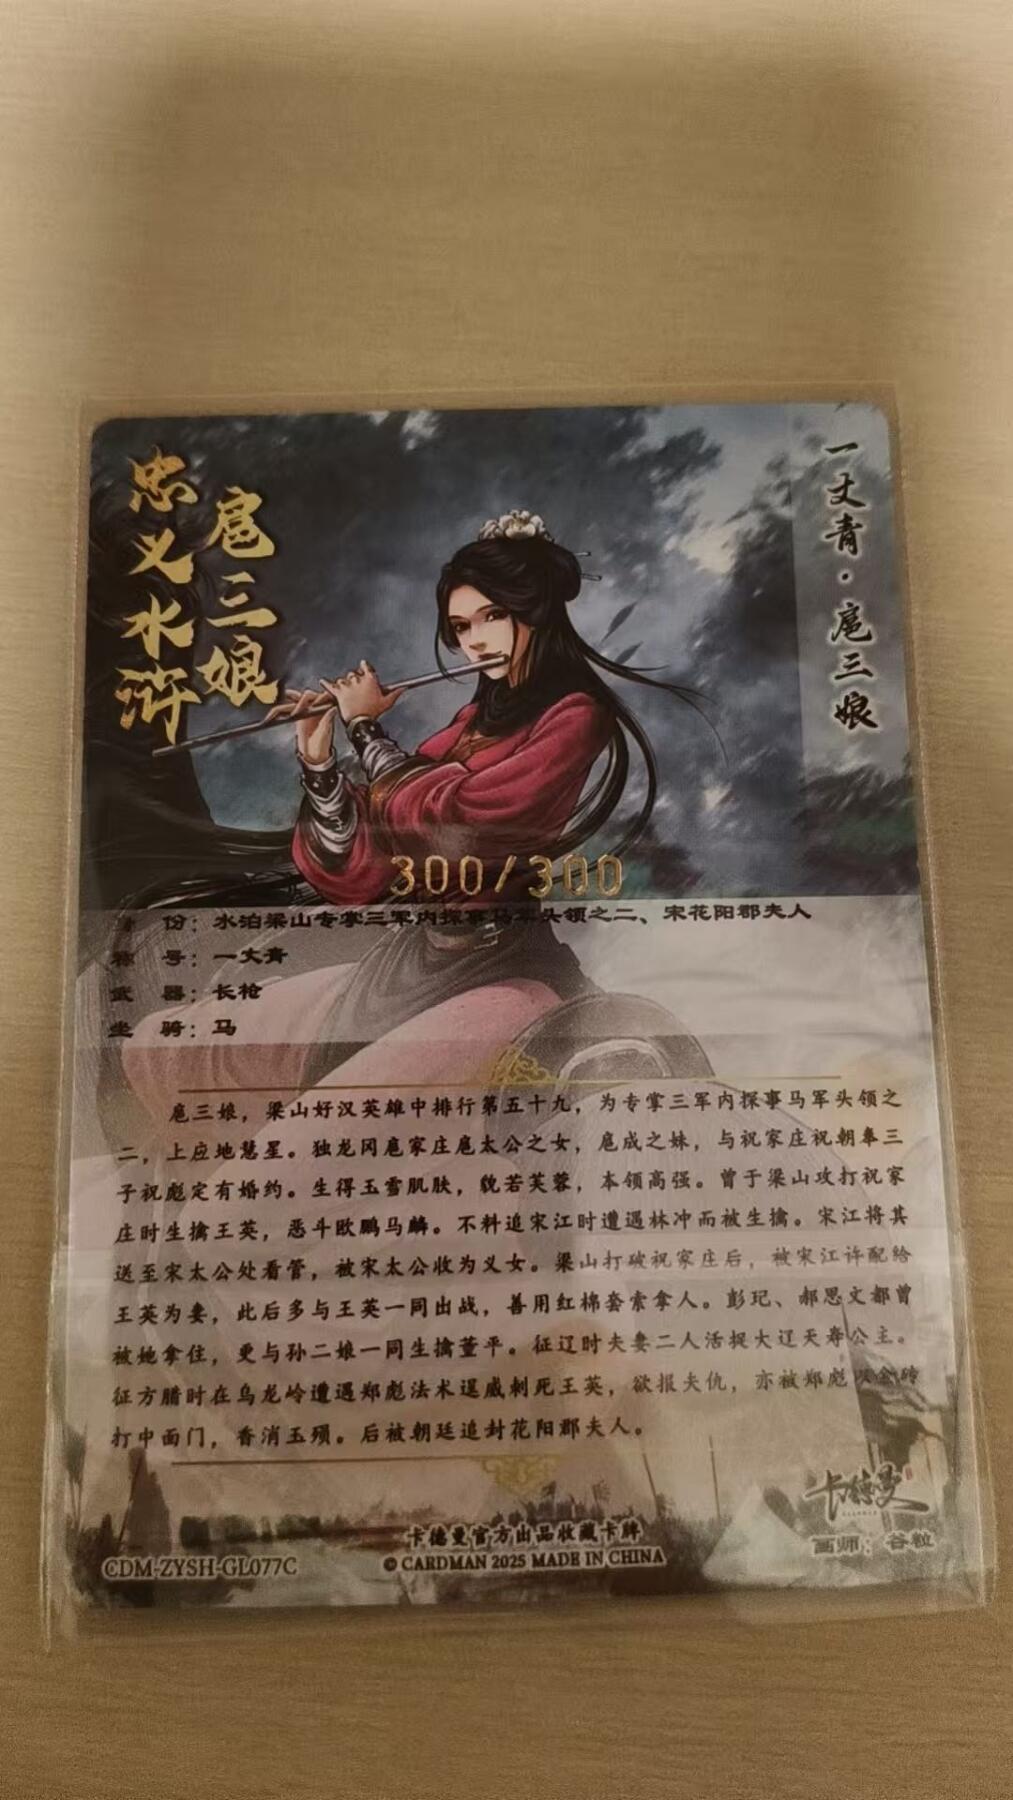 忠义水浒
扈三娘
一丈青·扈三娘
300/300
身 份：水泊梁山专掌三军内探事马军头领之二、宋花阳郡夫人
称 号：一丈青
武 器：长枪
坐 骑：马
扈三娘，梁山好汉英雄中排行第五十九，为专掌三军内探事马军头领之
二，上应地慧星。独龙冈扈家庄扈太公之女，扈成之妹，与祝家庄祝朝奉三
子祝彪定有婚约。生得玉雪肌肤，貌若芙蓉，本领高强。曾于梁山攻打祝家
庄时生擒王英，恶斗欧鹏马麟。不料追宋江时遭遇林冲而被生擒。宋江将其
送至宋太公处看管，被宋太公收为义女。梁山打破祝家庄后，被宋江许配给
王英为妻，此后多与王英一同出战，善用红棉套索拿人。彭玘、郝思文都曾
被她拿住，更与孙二娘一同生擒董平。征辽时夫妻二人活捉大辽天寿公主。
征方腊时在乌龙岭遭遇郑彪法术逞威刺死王英，欲报夫仇，亦被郑彪以金砖
打中面门，香消玉殒。后被朝廷追封花阳郡夫人。
卡德曼
画师：谷粒
卡德曼官方出品收藏卡牌
CDM-ZYSH-GL077C
© CARDMAN 2025 MADE IN CHINA